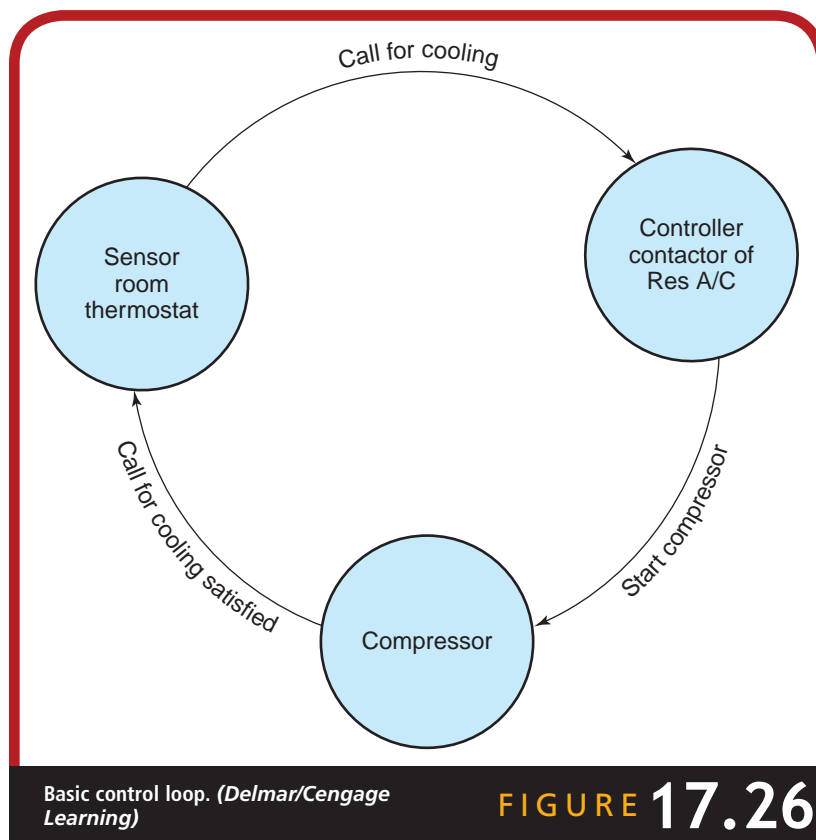 Call for cooling
Sensor
room
thermostat
Controller
contactor of
Res A/C
Call for cooling satisfied
Start compressor
Compressor
Basic control loop. (Delmar/Cengage
Learning)
FIGURE 17.26